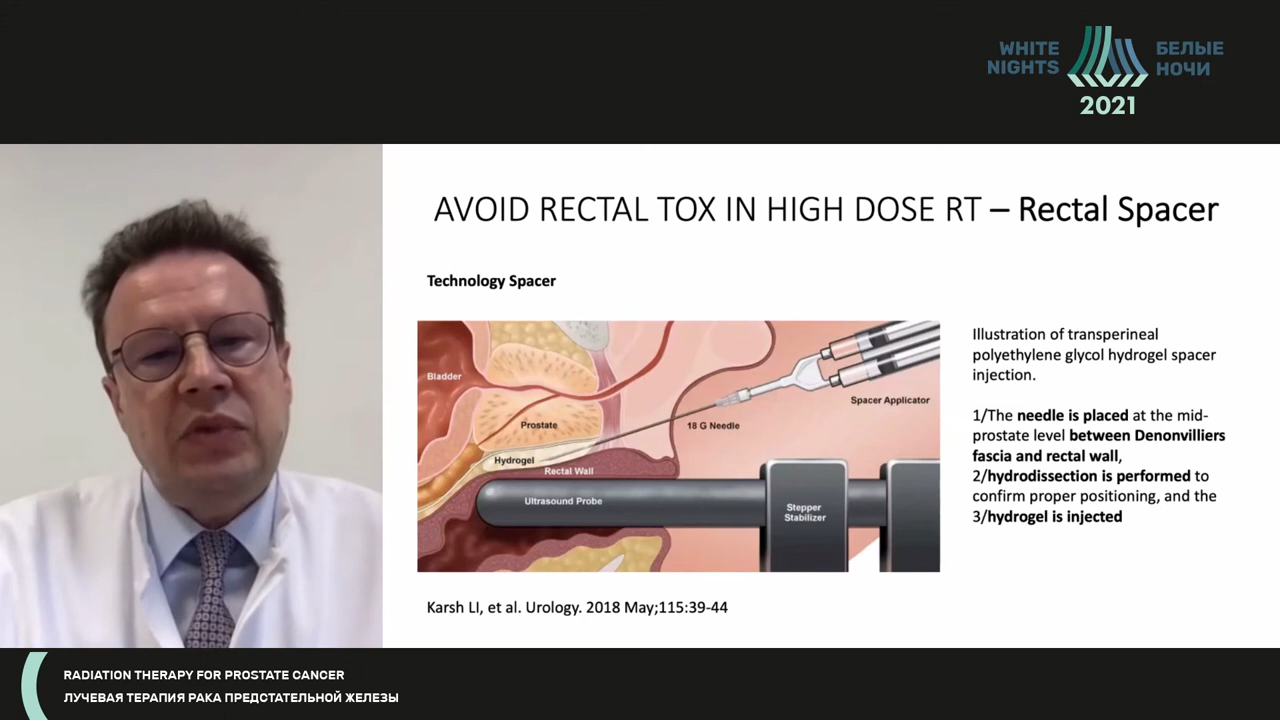 WHITE
NIGHTS
БЕЛЫЕ
НОЧИ
2021
AVOID RECTAL TOX IN HIGH DOSE RT – Rectal Spacer
Technology Spacer
Bladder
Prostate
Hydrogel
Rectal Wall
Ultrasound Probe
18 G Needle
Spacer Applicator
Stepper
Stabilizer
Illustration of transperineal
polyethylene glycol hydrogel spacer
injection.
1/The needle is placed at the mid-
prostate level between Denonvilliers
fascia and rectal wall,
2/hydrodissection is performed to
confirm proper positioning, and the
3/hydrogel is injected
Karsh LI, et al. Urology. 2018 May;115:39-44
RADIATION THERAPY FOR PROSTATE CANCER
ЛУЧЕВАЯ ТЕРАПИЯ РАКА ПРЕДСТАТЕЛЬНОЙ ЖЕЛЕЗЫ